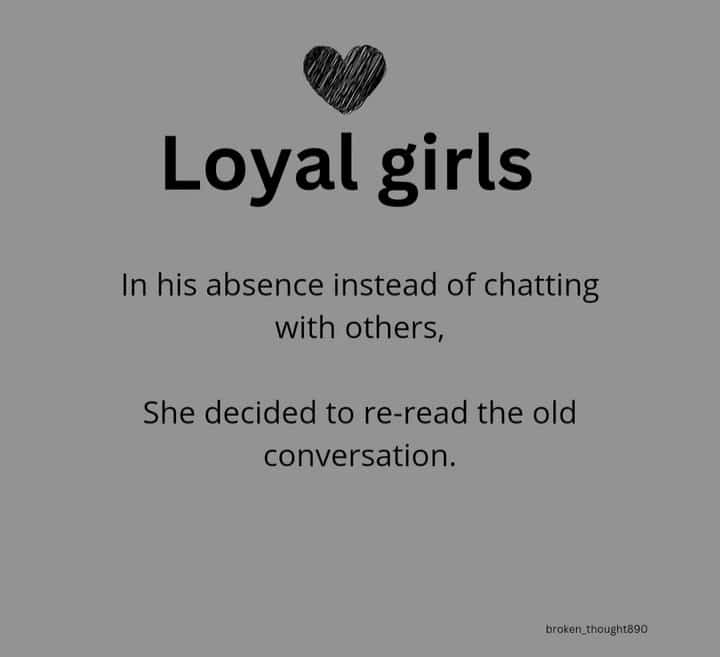 Loyal girls
In his absence instead of chatting
with others,
She decided to re-read the old
conversation.
broken_thought890